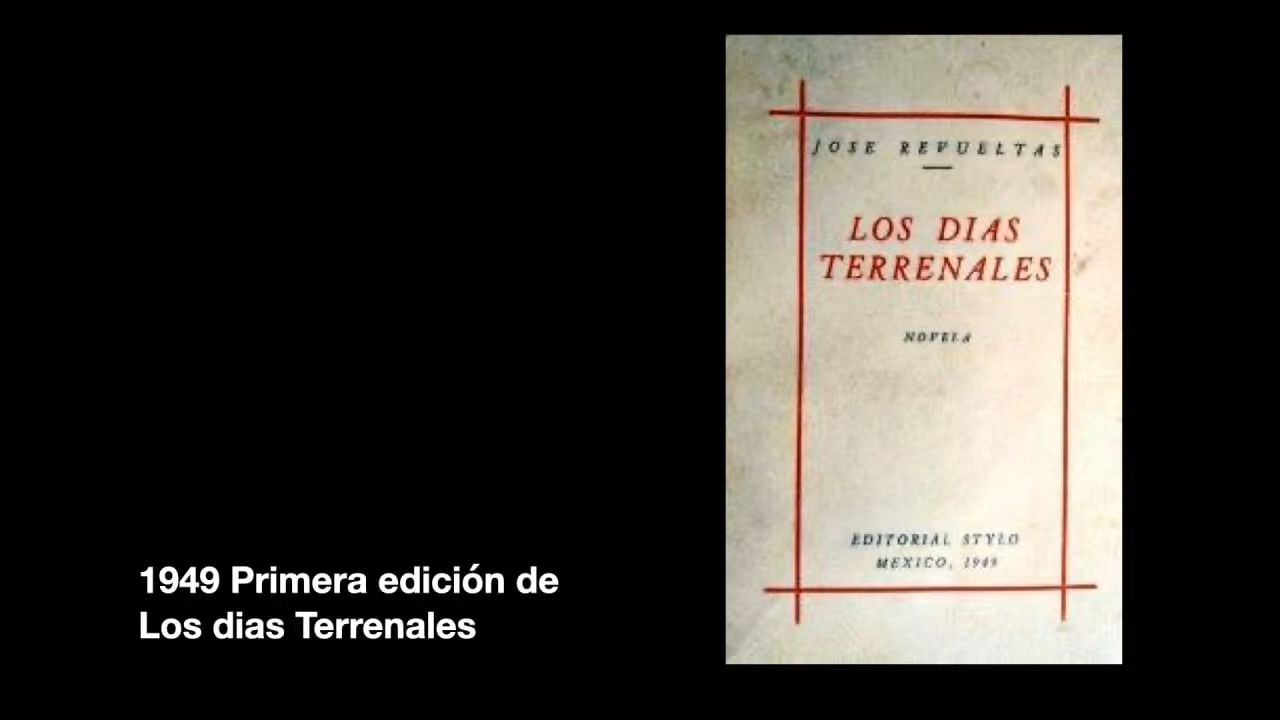 JOSE REVUELTAS
LOS DIAS
TERRENALES
NOVELA
EDITORIAL STYLO
MEXICO, 1949
1949 Primera edición de
Los dias Terrenales